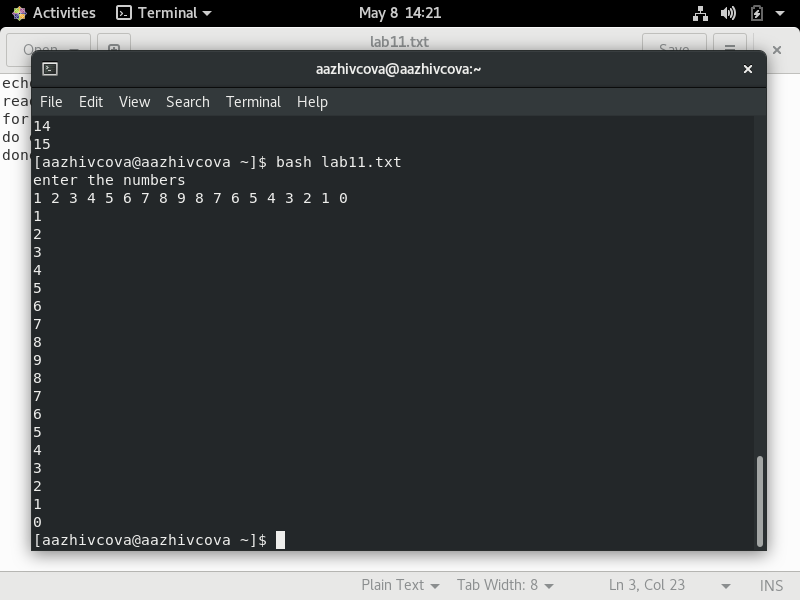 Activities Terminal May 8 14:21
Open lab11.txt Save
aazhivcova@aazhivcova:~
File Edit View Search Terminal Help
for
do
14
15
[aazhivcova@aazhivcova ~]$ bash lab11.txt
enter the numbers
1 2 3 4 5 6 7 8 9 8 7 6 5 4 3 2 1 0
1
2
3
4
5
6
7
8
9
8
7
6
5
4
3
2
1
0
[aazhivcova@aazhivcova ~]$
Plain Text Tab Width: 8 Ln 3, Col 23 INS